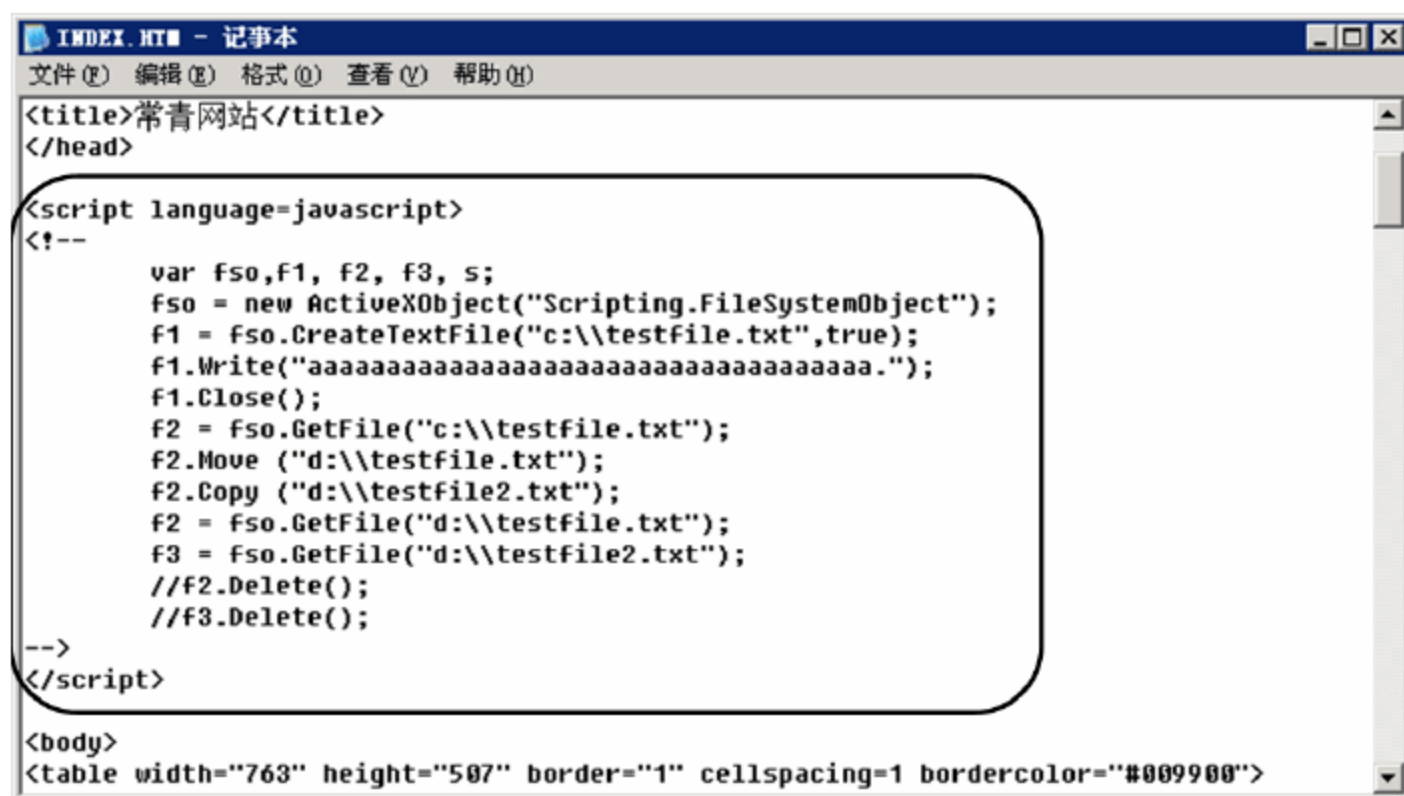 INDEX.HTM - 记事本
文件(F) 编辑(E) 格式(O) 查看(V) 帮助(H)
<title>常青网站</title>
</head>
<script language=javascript>
<!--
var fso,f1, f2, f3, s;
fso = new ActiveXObject("Scripting.FileSystemObject");
f1 = fso.CreateTextFile("c:\\testfile.txt",true);
f1.Write("aaaaaaaaaaaaaaaaaaaaaaaaaaaaaaaaaaaa.");
f1.Close();
f2 = fso.GetFile("c:\\testfile.txt");
f2.Move ("d:\\testfile.txt");
f2.Copy ("d:\\testfile2.txt");
f2 = fso.GetFile("d:\\testfile.txt");
f3 = fso.GetFile("d:\\testfile2.txt");
//f2.Delete();
//f3.Delete();
-->
</script>
<body>
<table width="763" height="507" border="1" cellspacing=1 bordercolor="#009900">